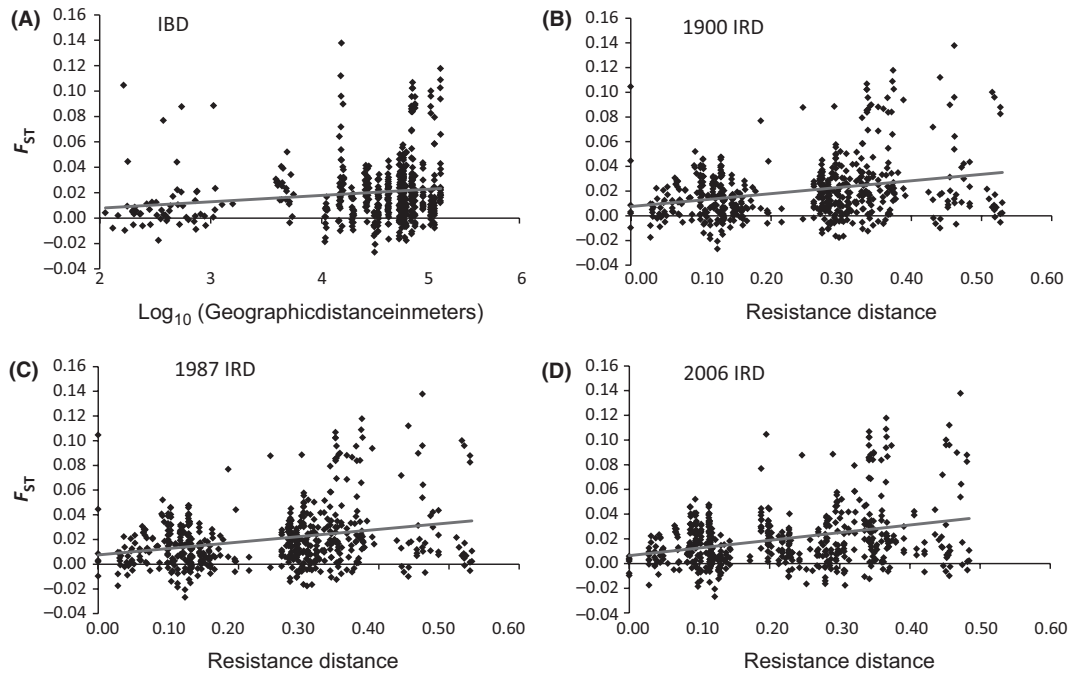 (A)
IBD
0.16
0.14
0.12
0.10
0.08
0.06
0.04
0.02
0.00
−0.02
−0.04
F_ST
2 3 4 5 6
Log10 (Geographicdistanceinmeters)
(B)
1900 IRD
0.16
0.14
0.12
0.10
0.08
0.06
0.04
0.02
0.00
−0.02
−0.04
0.00 0.10 0.20 0.30 0.40 0.50 0.60
Resistance distance
(C)
1987 IRD
0.16
0.14
0.12
0.10
0.08
0.06
0.04
0.02
0.00
−0.02
−0.04
F_ST
0.00 0.10 0.20 0.30 0.40 0.50 0.60
Resistance distance
(D)
2006 IRD
0.16
0.14
0.12
0.10
0.08
0.06
0.04
0.02
0.00
−0.02
−0.04
0.00 0.10 0.20 0.30 0.40 0.50 0.60
Resistance distance